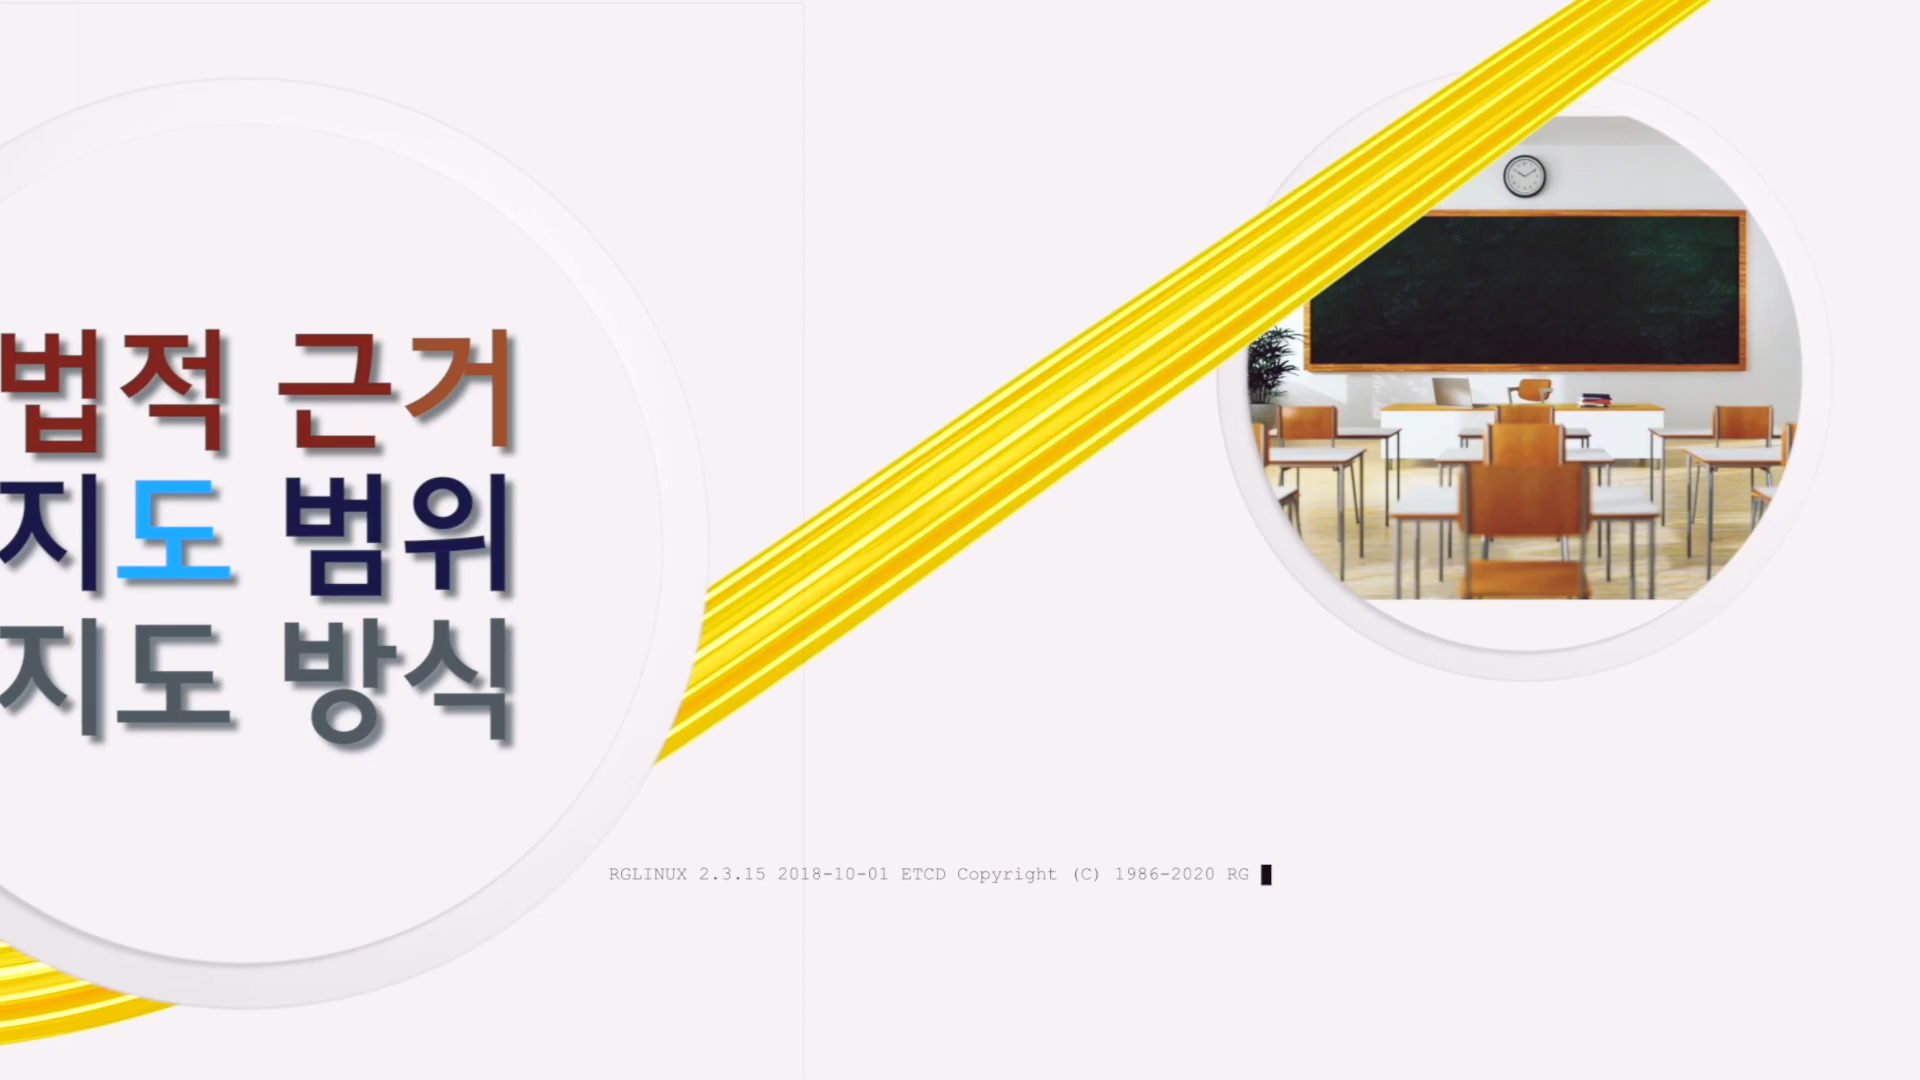 법적 근거
지도 범위
지도 방식
RGLINUX 2.3.15 2018-10-01 ETCD Copyright (C) 1986-2020 RG